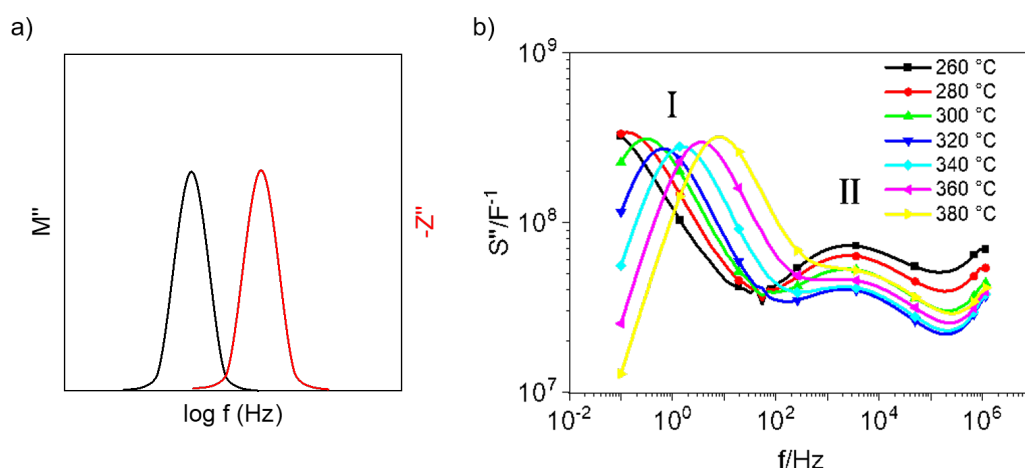 a)
M"
-Z"
log f (Hz)
b)
S"/F⁻¹
10⁹
10⁸
10⁷
I
II
260 °C
280 °C
300 °C
320 °C
340 °C
360 °C
380 °C
10⁻²
10⁰
10²
10⁴
10⁶
f/Hz